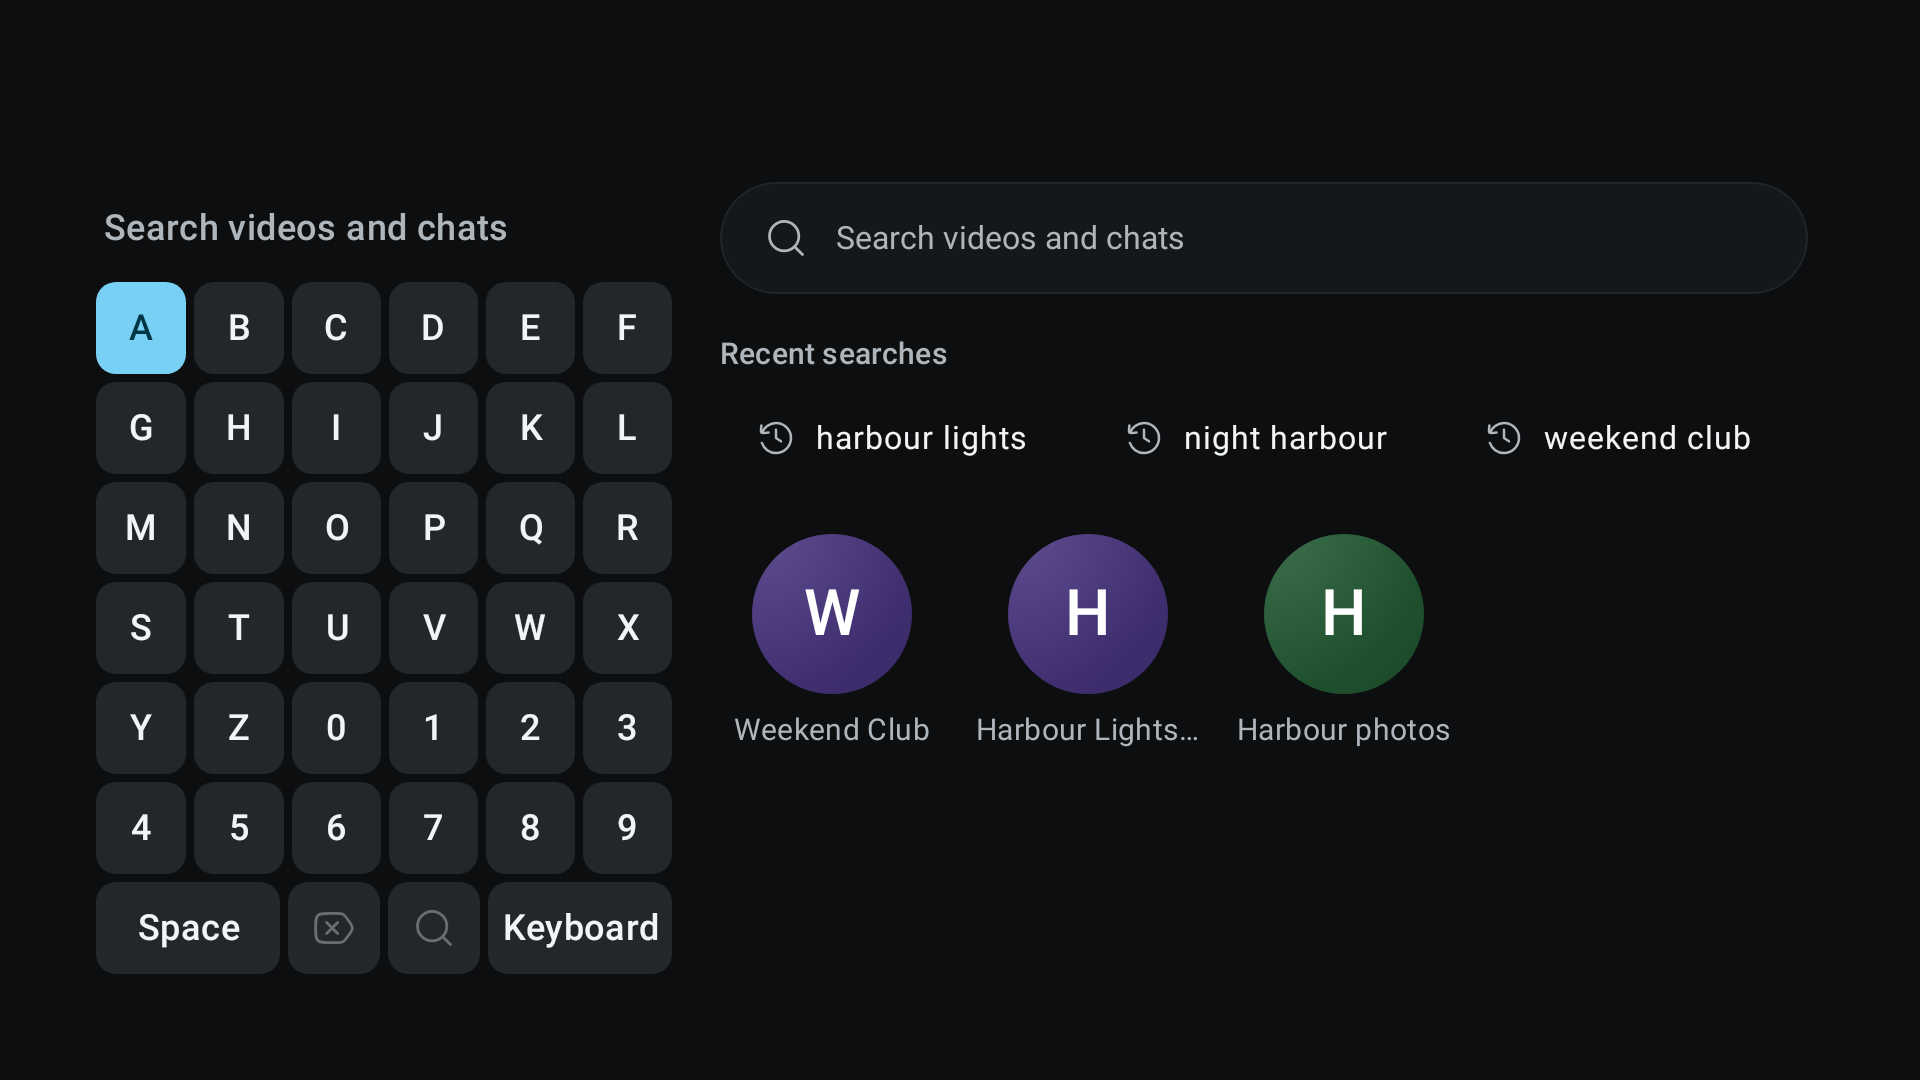 Search videos and chats
A B C D E F
G H I J K L
M N O P Q R
S T U V W X
Y Z 0 1 2 3
4 5 6 7 8 9
Space Keyboard
Search videos and chats
Recent searches
harbour lights night harbour weekend club
W H H
Weekend Club Harbour Lights... Harbour photos